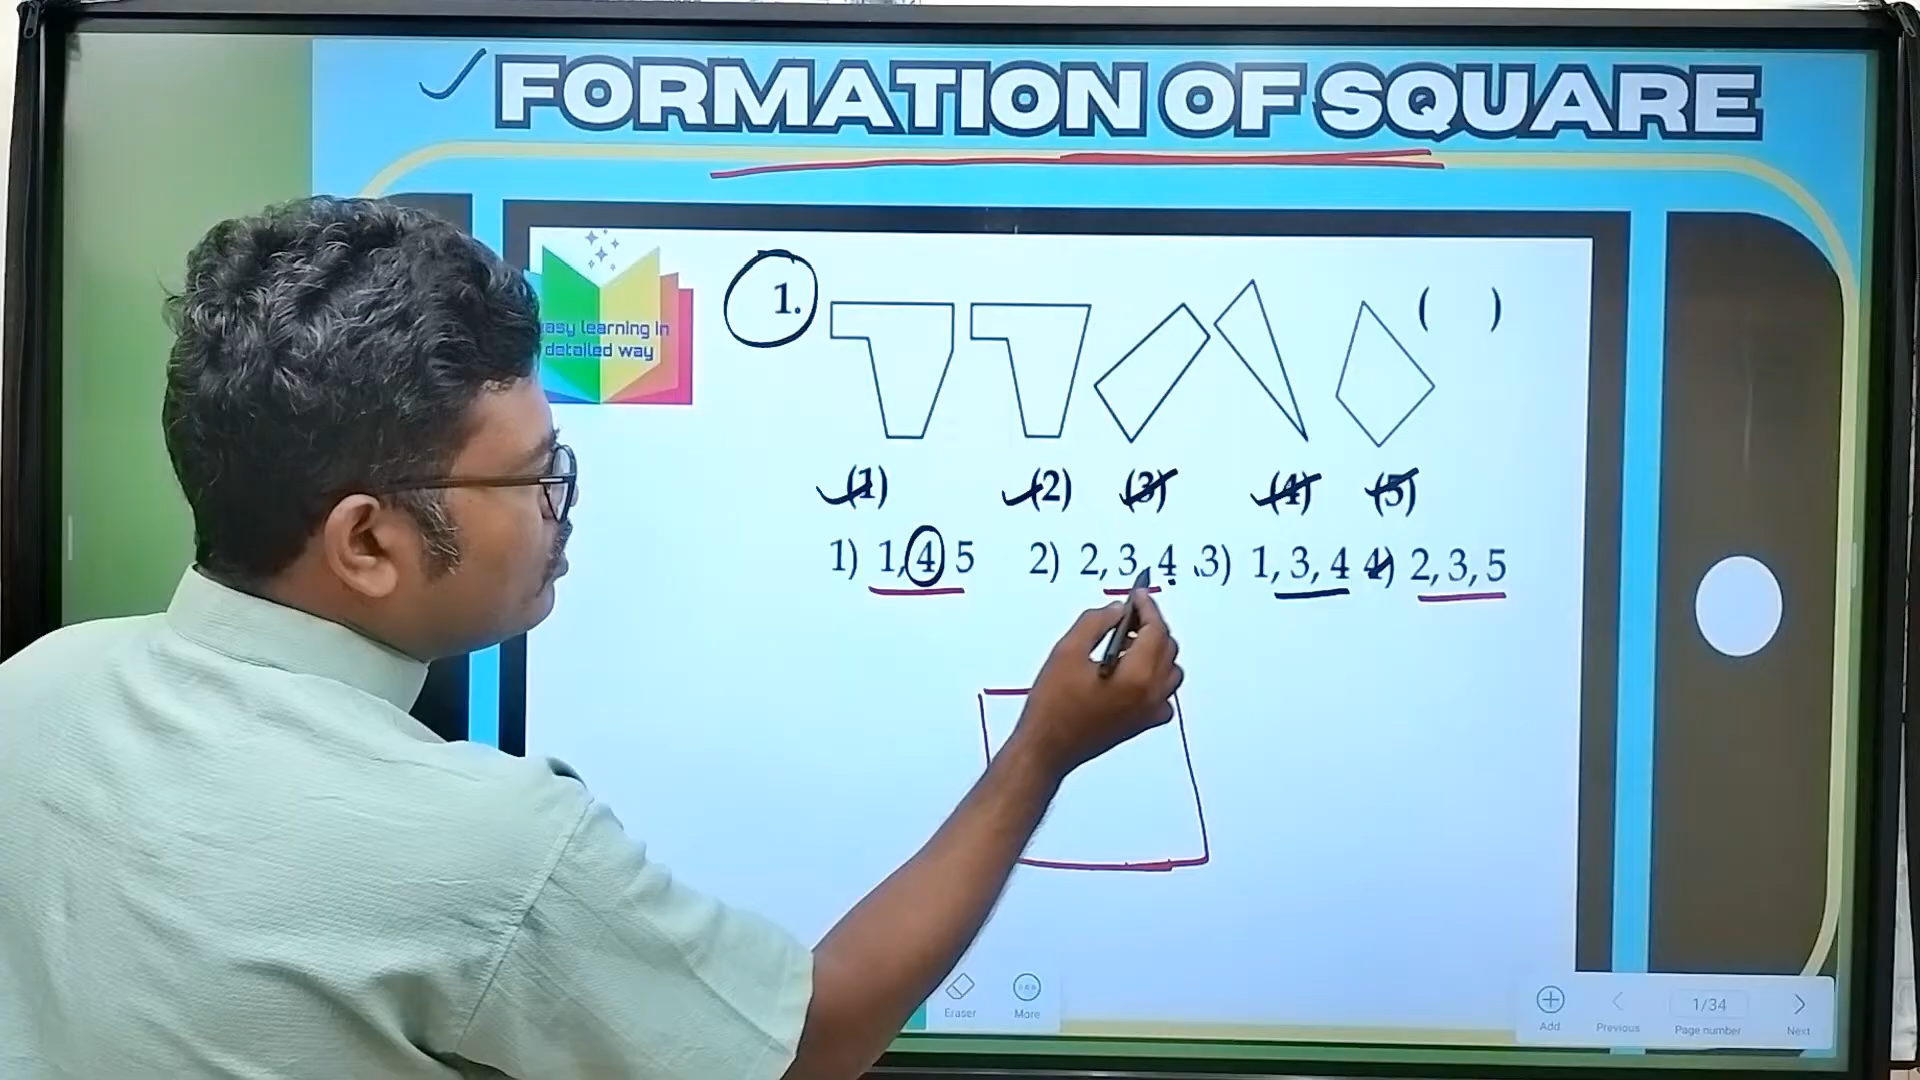 FORMATION OF SQUARE
easy learning in
detailed way
1.
( )
(1) (2) (3) (4) (5)
1) 1, 4, 5 2) 2, 3, 4 3) 1, 3, 4 4) 2, 3, 5
Eraser
More
Add
Previous
1/34
Page number
Next